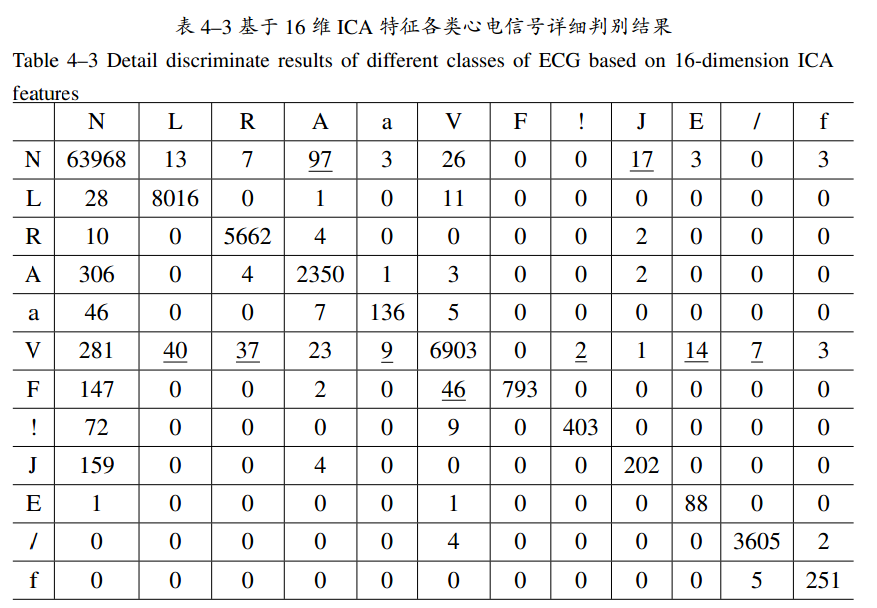 表 4–3 基于 16 维 ICA 特征各类心电信号详细判别结果
Table 4–3 Detail discriminate results of different classes of ECG based on 16-dimension ICA
features
N L R A a V F ! J E / f
N 63968 13 7 97 3 26 0 0 17 3 0 3
L 28 8016 0 1 0 11 0 0 0 0 0 0
R 10 0 5662 4 0 0 0 0 2 0 0 0
A 306 0 4 2350 1 3 0 0 2 0 0 0
a 46 0 0 7 136 5 0 0 0 0 0 0
V 281 40 37 23 9 6903 0 2 1 14 7 3
F 147 0 0 2 0 46 793 0 0 0 0 0
! 72 0 0 0 0 9 0 403 0 0 0 0
J 159 0 0 4 0 0 0 0 202 0 0 0
E 1 0 0 0 0 1 0 0 0 88 0 0
/ 0 0 0 0 0 4 0 0 0 0 3605 2
f 0 0 0 0 0 0 0 0 0 0 5 251